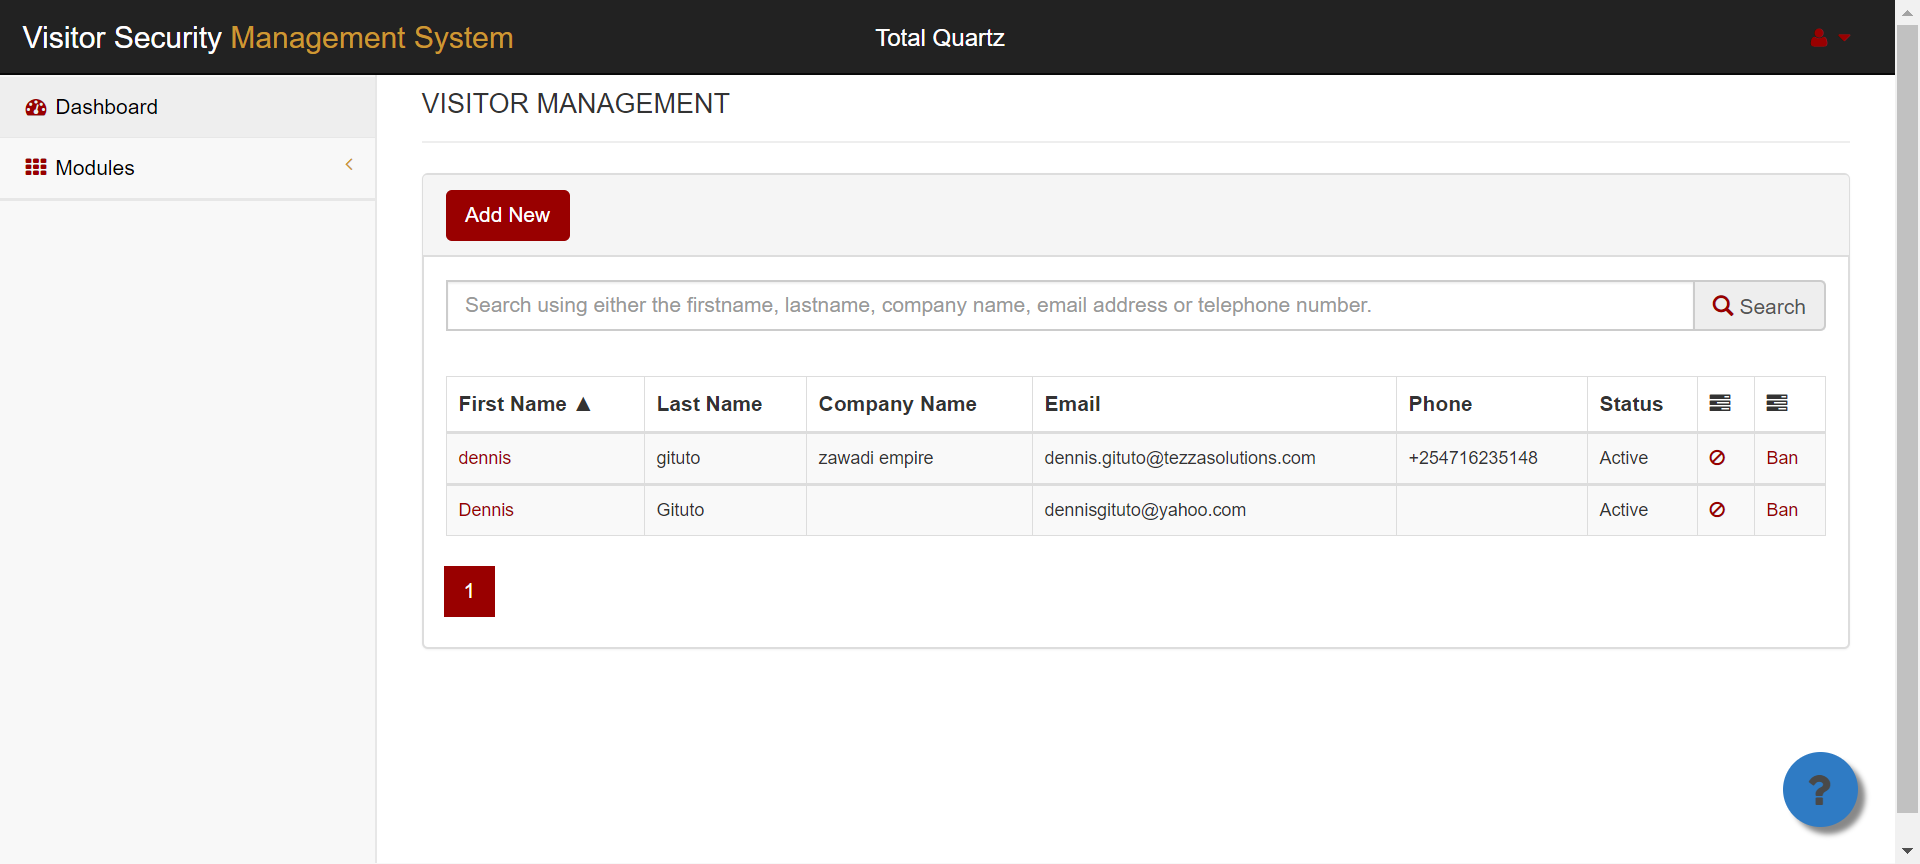 Visitor Security Management System
Total Quartz
Dashboard
Modules
VISITOR MANAGEMENT
Add New
Search using either the firstname, lastname, company name, email address or telephone number.
Search
First Name ▲ Last Name Company Name Email Phone Status
dennis gituto zawadi empire dennis.gituto@tezzasolutions.com +254716235148 Active Ban
Dennis Gituto dennisgituto@yahoo.com Active Ban
1
?